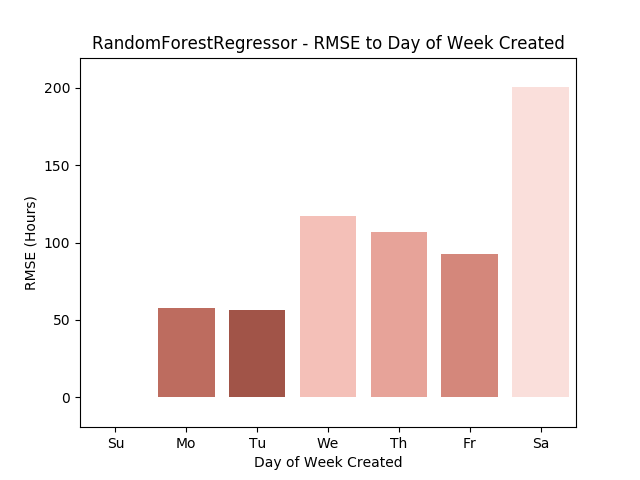 RandomForestRegressor - RMSE to Day of Week Created
200
150
100
50
0
RMSE (Hours)
Su Mo Tu We Th Fr Sa
Day of Week Created